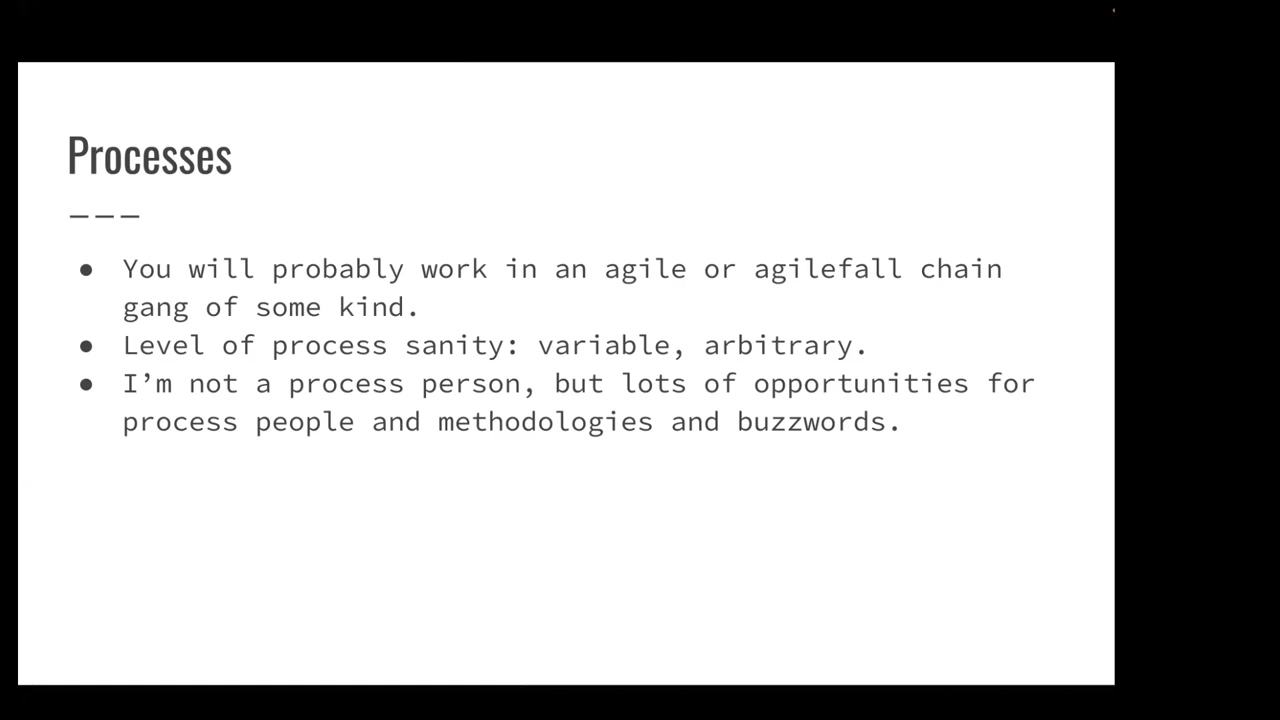 Processes
———
● You will probably work in an agile or agilefall chain
gang of some kind.
● Level of process sanity: variable, arbitrary.
● I’m not a process person, but lots of opportunities for
process people and methodologies and buzzwords.